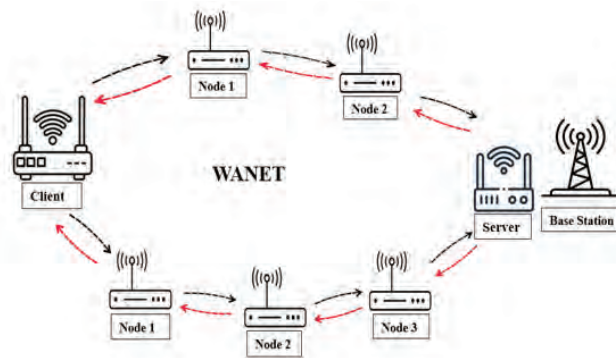 Node 1
Node 2
Client
WANET
Server
Base Station
Node 1
Node 2
Node 3